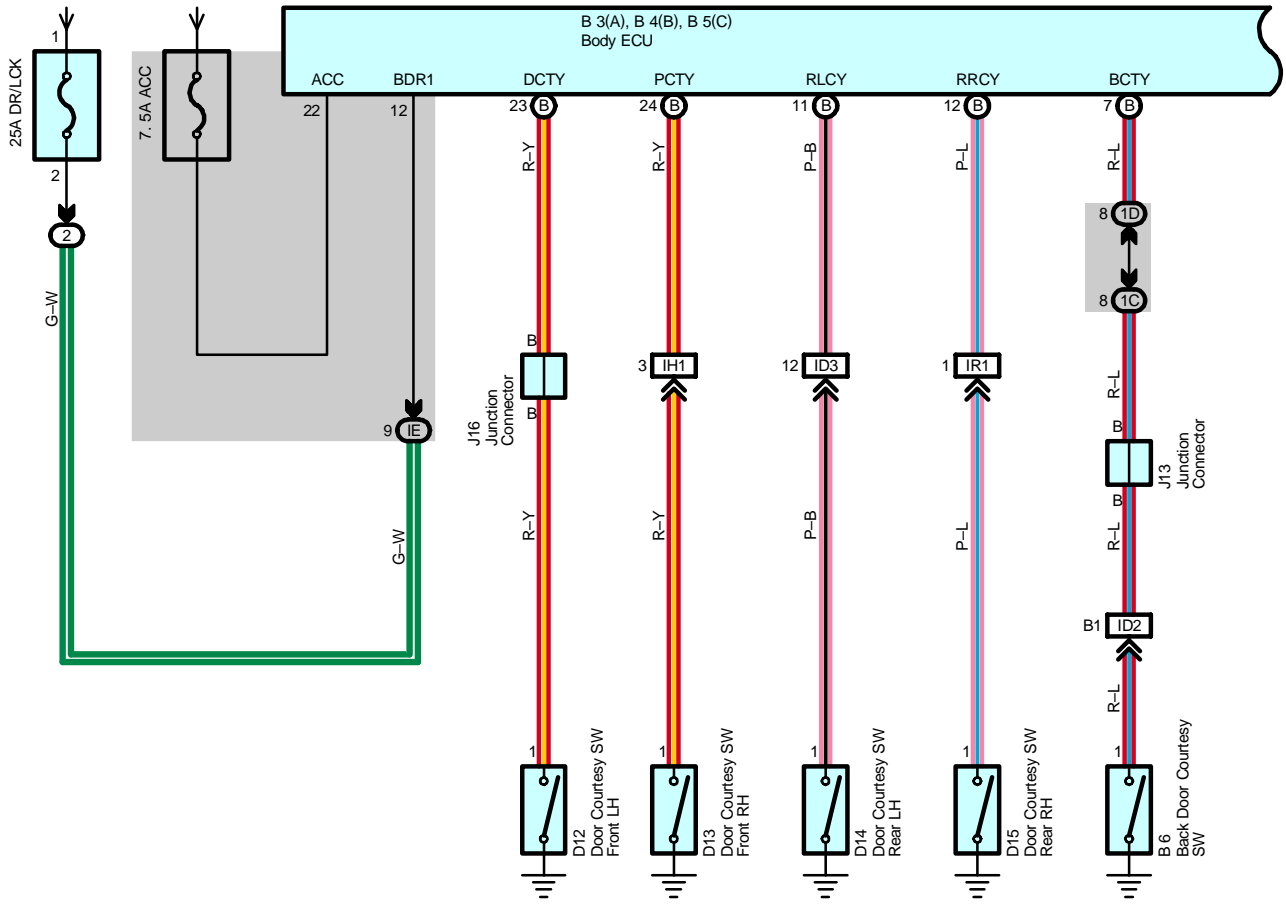 B 3(A), B 4(B), B 5(C)
Body ECU
ACC
BDR1
DCTY
PCTY
RLCY
RRCY
BCTY
22
12
23 B
24 B
11 B
12 B
7 B
1
25A DR/LCK
2
2
7. 5A ACC
G–W
9 IE
G–W
R–Y
B
J16
Junction
Connector
B
R–Y
1
D12
Door Courtesy SW
Front LH
R–Y
3 IH1
R–Y
1
D13
Door Courtesy SW
Front RH
P–B
12 ID3
P–B
1
D14
Door Courtesy SW
Rear LH
P–L
1 IR1
P–L
1
D15
Door Courtesy SW
Rear RH
R–L
8 1D
8 1C
R–L
B
J13
Junction
Connector
B
R–L
B1 ID2
R–L
1
B 6
Back Door Courtesy
SW